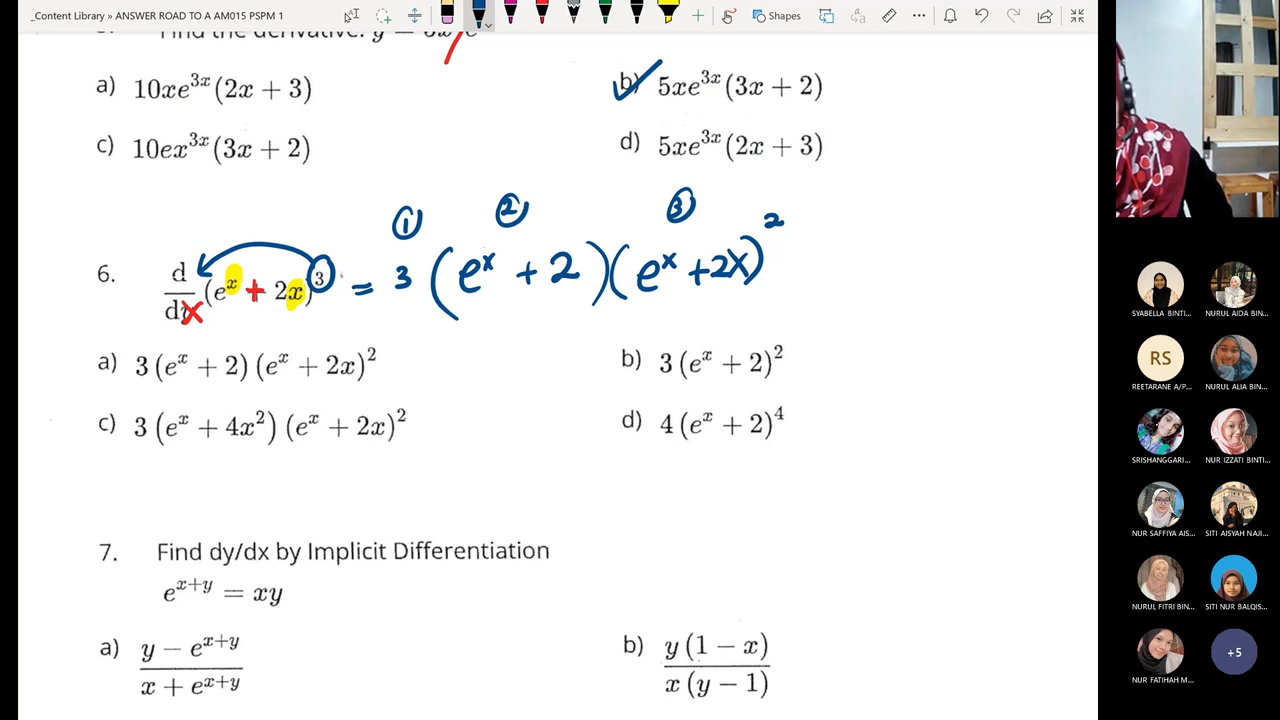 _Content Library » ANSWER ROAD TO A AM015 PSPM 1
Shapes
Find the derivative:
a) 10xe^{3x}(2x + 3)
b) 5xe^{3x}(3x + 2)
c) 10ex^{3x}(3x + 2)
d) 5xe^{3x}(2x + 3)
① ② ③
6. d/dx (e^x + 2x)^3 = 3 (e^x + 2)(e^x + 2x)^2
a) 3(e^x + 2)(e^x + 2x)^2
b) 3(e^x + 2)^2
c) 3(e^x + 4x^2)(e^x + 2x)^2
d) 4(e^x + 2)^4
7. Find dy/dx by Implicit Differentiation
e^{x+y} = xy
a) y − e^{x+y} / x + e^{x+y}
b) y(1 − x) / x(y − 1)
SYABELLA BINTI...
NURUL AIDA BIN...
RS
REETARANE A/P...
NURUL ALIA BIN...
SRISHANGGARI...
NUR IZZATI BINTI...
NUR SAFFIYA AIS...
SITI AISYAH NAJI...
NURUL FITRI BIN...
SITI NUR BALQIS...
NUR FATIHAH M...
+5